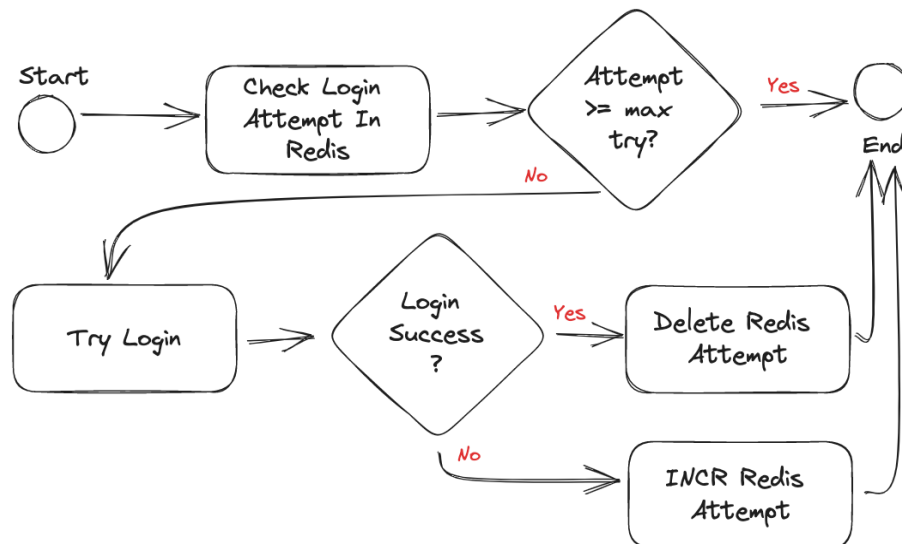 Start
Check Login
Attempt In
Redis
Attempt
>= max
try?
Yes
End
No
Try Login
Login
Success
?
Yes
Delete Redis
Attempt
No
INCR Redis
Attempt